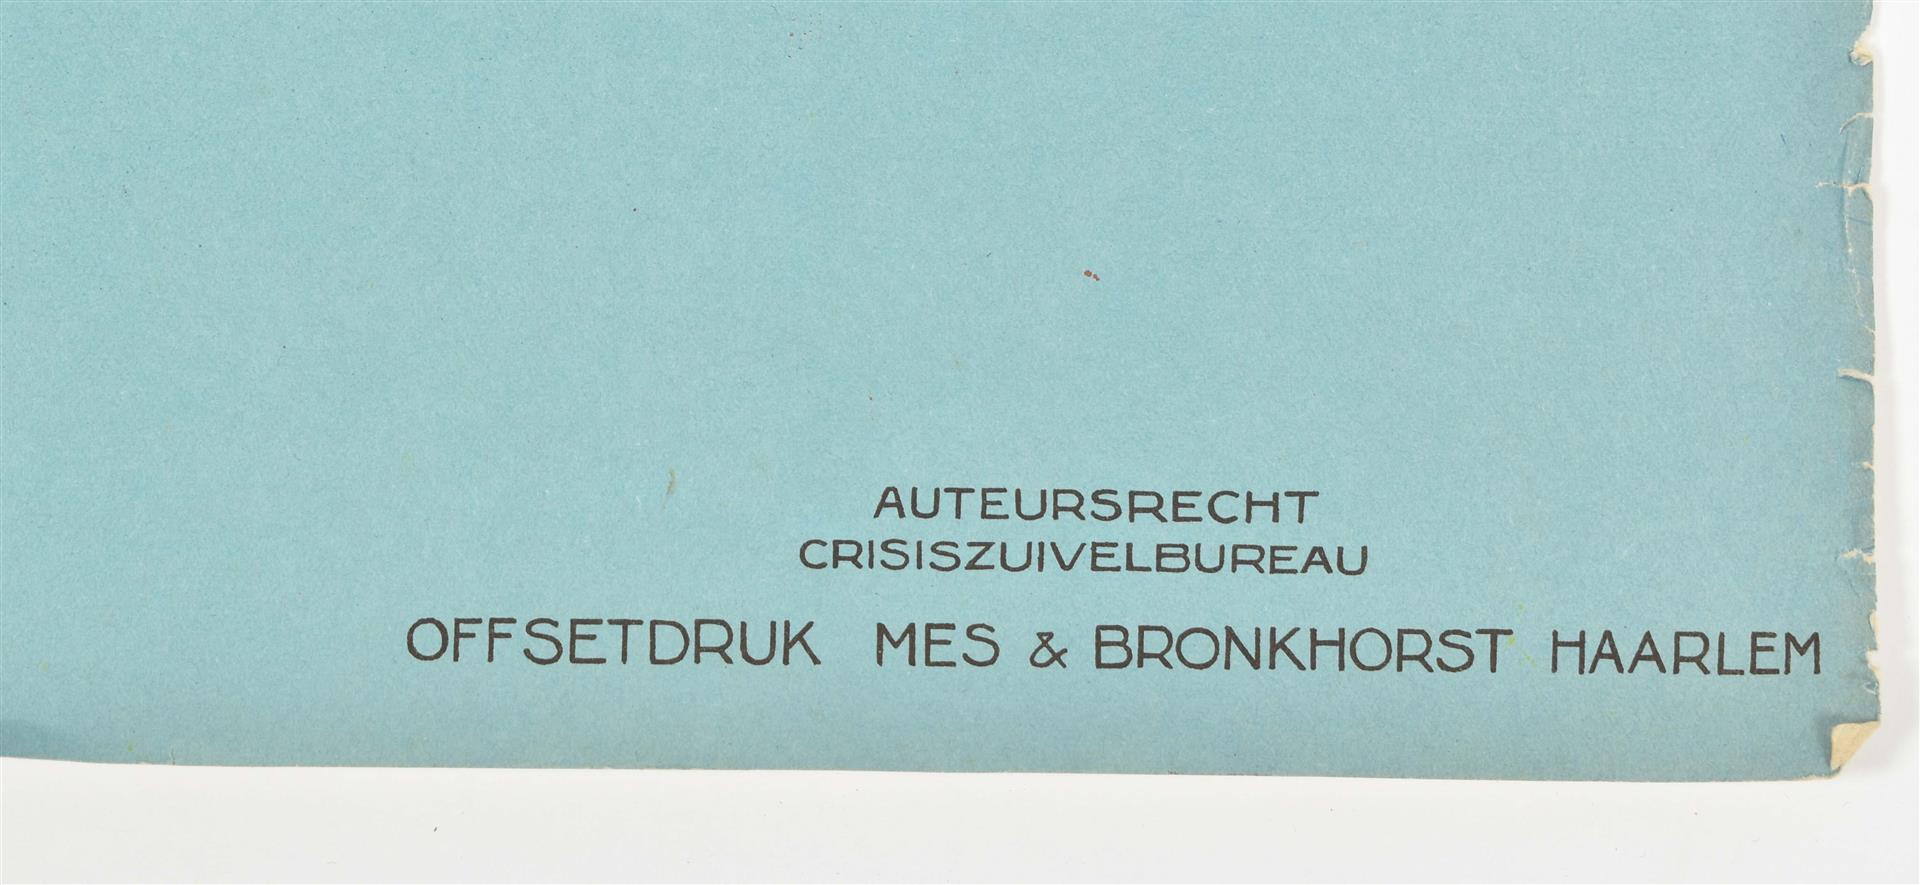 AUTEURSRECHT
CRISISZUIVELBUREAU
OFFSETDRUK MES & BRONKHORST HAARLEM